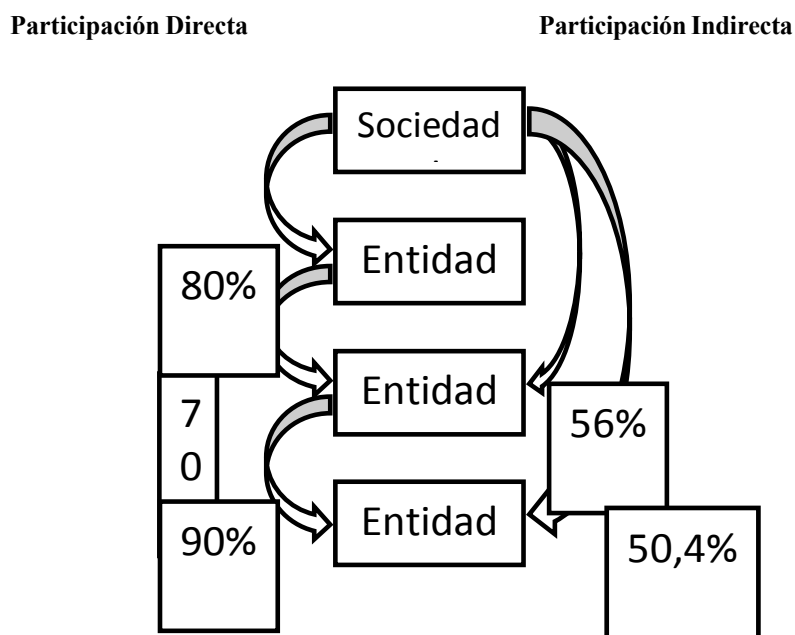 Participación Directa
Participación Indirecta
Sociedad
Entidad
80%
Entidad
7
0
56%
Entidad
90%
50,4%